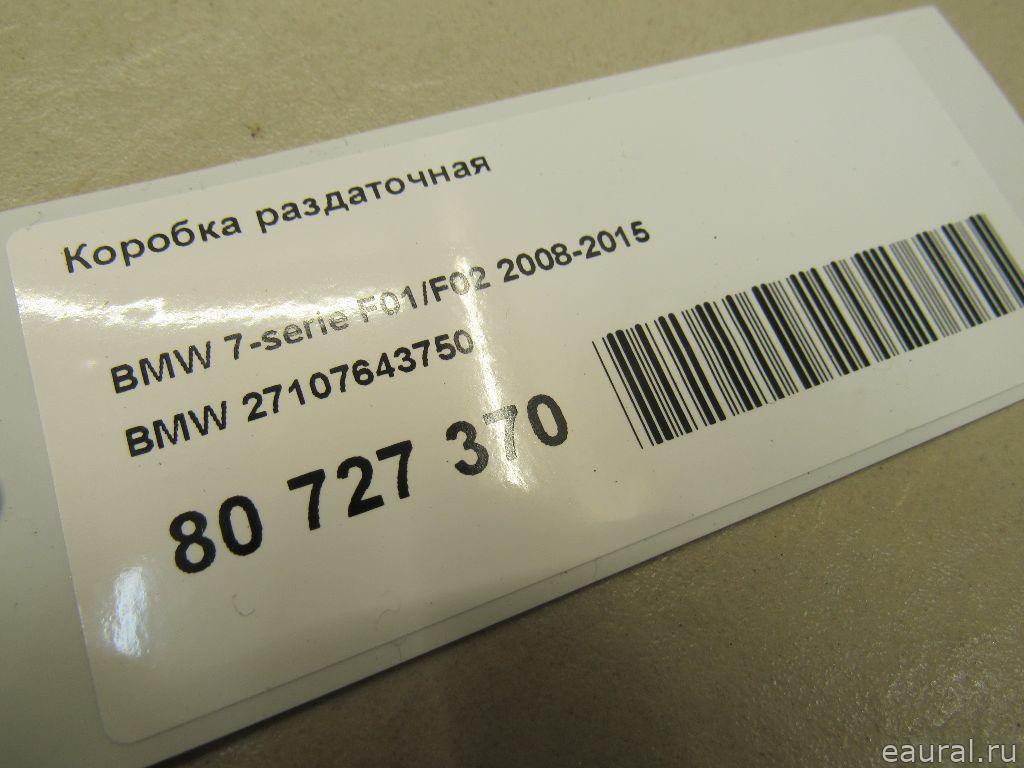 Коробка раздаточная
BMW 7-serie F01/F02 2008-2015
BMW 27107643750
80 727 370
eaural.ru